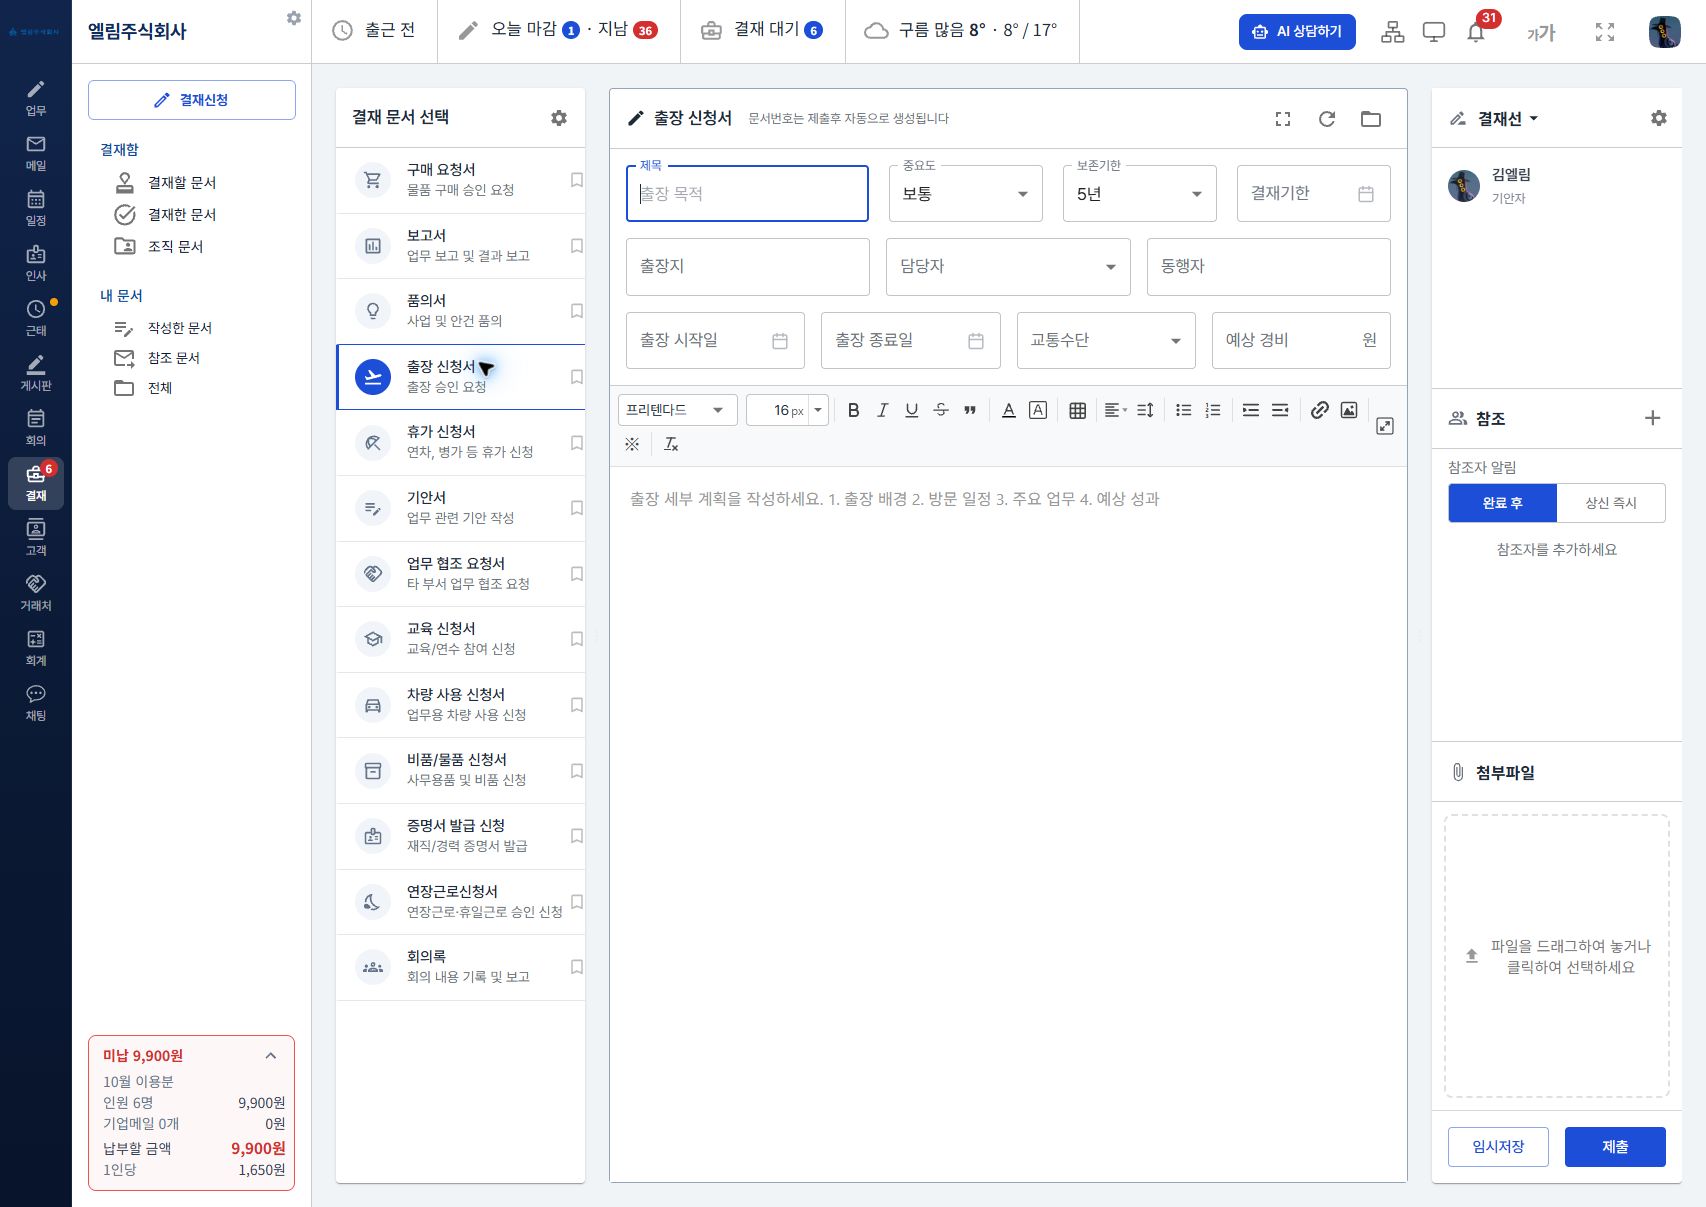 엘림주식회사
업무
메일
일정
인사
근태
게시판
회의
6
결재
고객
거래처
회계
채팅
엘림주식회사
결재신청
결재함
결재할 문서
결재한 문서
조직 문서
내 문서
작성한 문서
참조 문서
전체
미납 9,900원
10월 이용분
인원 6명 9,900원
기업메일 0개 0원
납부할 금액 9,900원
1인당 1,650원
출근 전
오늘 마감 1 · 지남 36
결재 대기 6
구름 많음 8° · 8° / 17°
AI 상담하기
31
가가
결재 문서 선택
구매 요청서
물품 구매 승인 요청
보고서
업무 보고 및 결과 보고
품의서
사업 및 안건 품의
출장 신청서
출장 승인 요청
휴가 신청서
연차, 병가 등 휴가 신청
기안서
업무 관련 기안 작성
업무 협조 요청서
타 부서 업무 협조 요청
교육 신청서
교육/연수 참여 신청
차량 사용 신청서
업무용 차량 사용 신청
비품/물품 신청서
사무용품 및 비품 신청
증명서 발급 신청
재직/경력 증명서 발급
연장근로신청서
연장근로·휴일근로 승인 신청
회의록
회의 내용 기록 및 보고
출장 신청서 문서번호는 제출후 자동으로 생성됩니다
제목 중요도 보존기한
출장 목적 보통 5년 결재기한
출장지 담당자 동행자
출장 시작일 출장 종료일 교통수단 예상 경비 원
프리텐다드 16 px
출장 세부 계획을 작성하세요. 1. 출장 배경 2. 방문 일정 3. 주요 업무 4. 예상 성과
결재선
김엘림
기안자
참조
참조자 알림
완료 후 상신 즉시
참조자를 추가하세요
첨부파일
파일을 드래그하여 놓거나
클릭하여 선택하세요
임시저장 제출